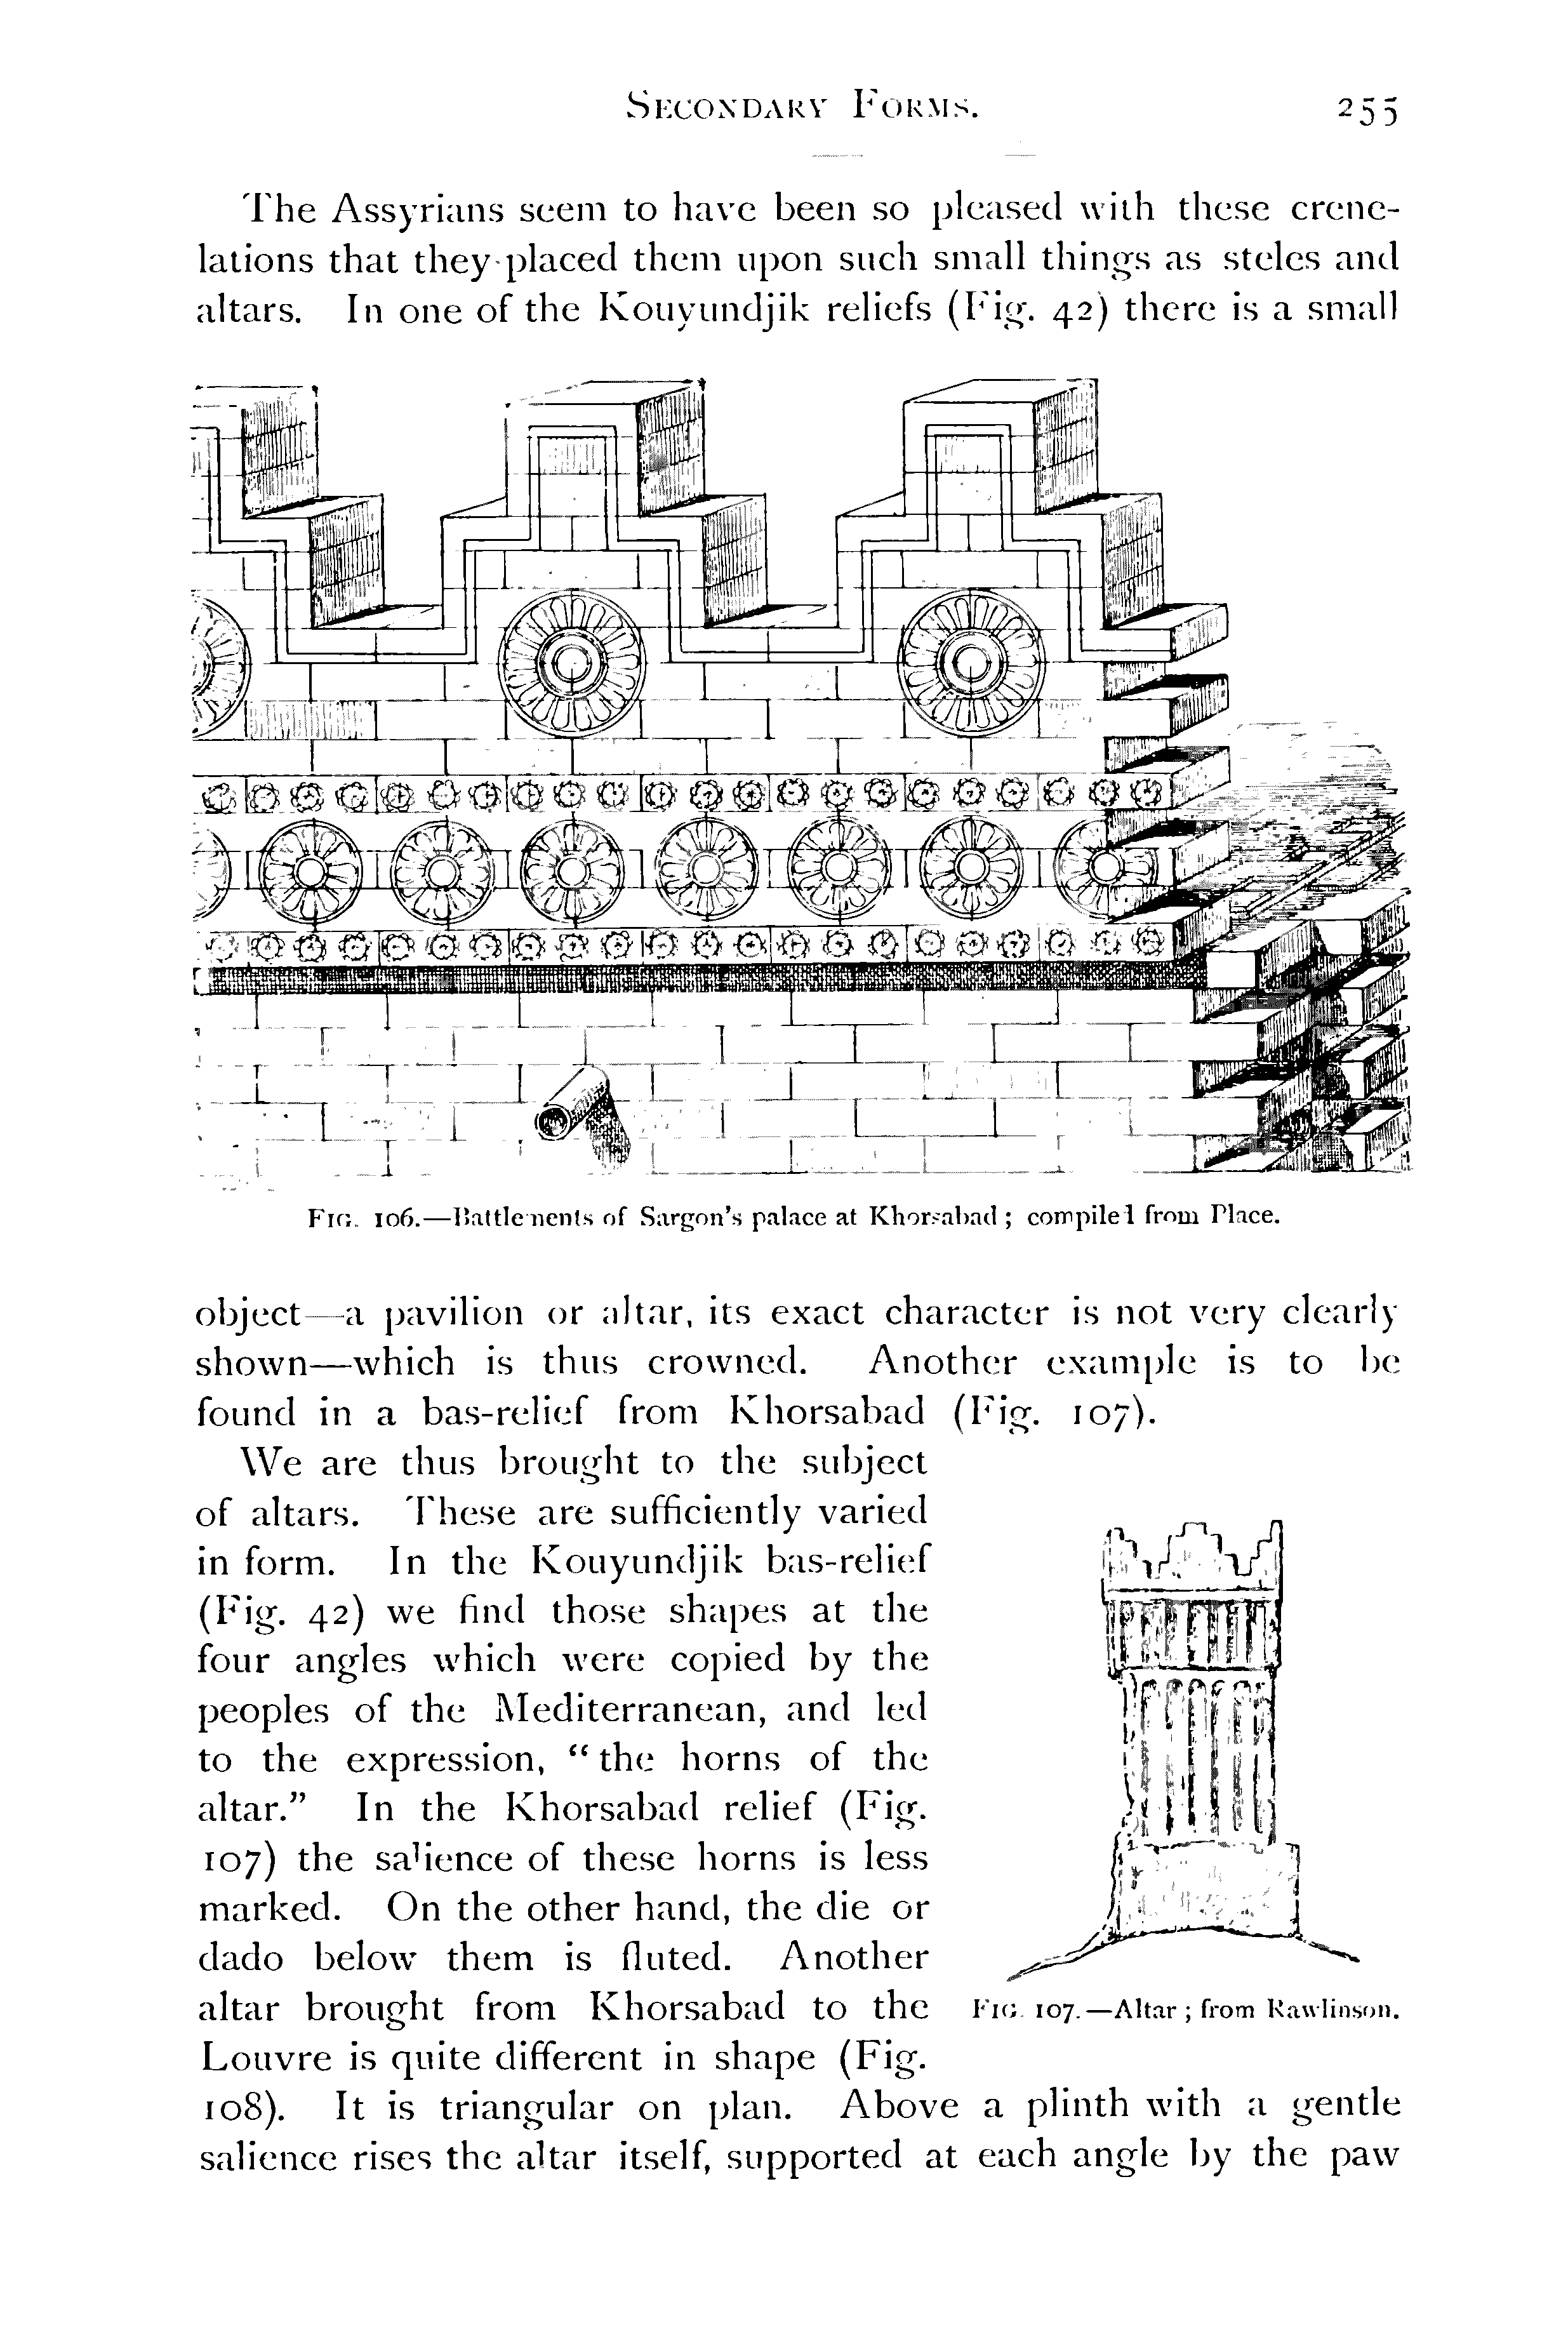 SECONDARY FORMS. 255
The Assyrians seem to have been so pleased with these crene-
lations that they placed them upon such small things as steles and
altars. In one of the Kouyundjik reliefs (Fig. 42) there is a small
FIG. 106.—Battlements of Sargon's palace at Khorsabad; compiled from Place.
object—a pavilion or altar, its exact character is not very clearly
shown—which is thus crowned. Another example is to be
found in a bas-relief from Khorsabad (Fig. 107).
We are thus brought to the subject
of altars. These are sufficiently varied
in form. In the Kouyundjik bas-relief
(Fig. 42) we find those shapes at the
four angles which were copied by the
peoples of the Mediterranean, and led
to the expression, “the horns of the
altar.” In the Khorsabad relief (Fig.
107) the salience of these horns is less
marked. On the other hand, the die or
dado below them is fluted. Another
altar brought from Khorsabad to the
Louvre is quite different in shape (Fig.
FIG. 107.—Altar; from Rawlinson.
108). It is triangular on plan. Above a plinth with a gentle
salience rises the altar itself, supported at each angle by the paw